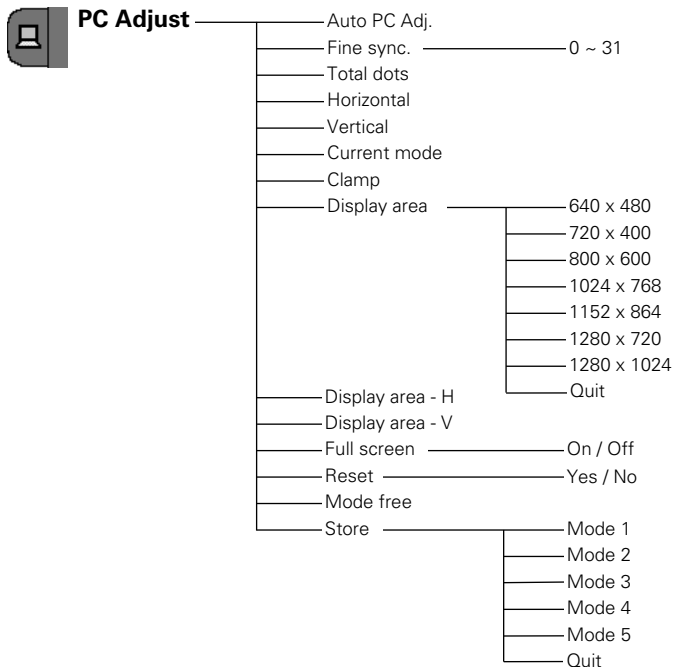 PC Adjust
Auto PC Adj.
Fine sync. 0 ~ 31
Total dots
Horizontal
Vertical
Current mode
Clamp
Display area 640 x 480
720 x 400
800 x 600
1024 x 768
1152 x 864
1280 x 720
1280 x 1024
Quit
Display area - H
Display area - V
Full screen On / Off
Reset Yes / No
Mode free
Store Mode 1
Mode 2
Mode 3
Mode 4
Mode 5
Quit